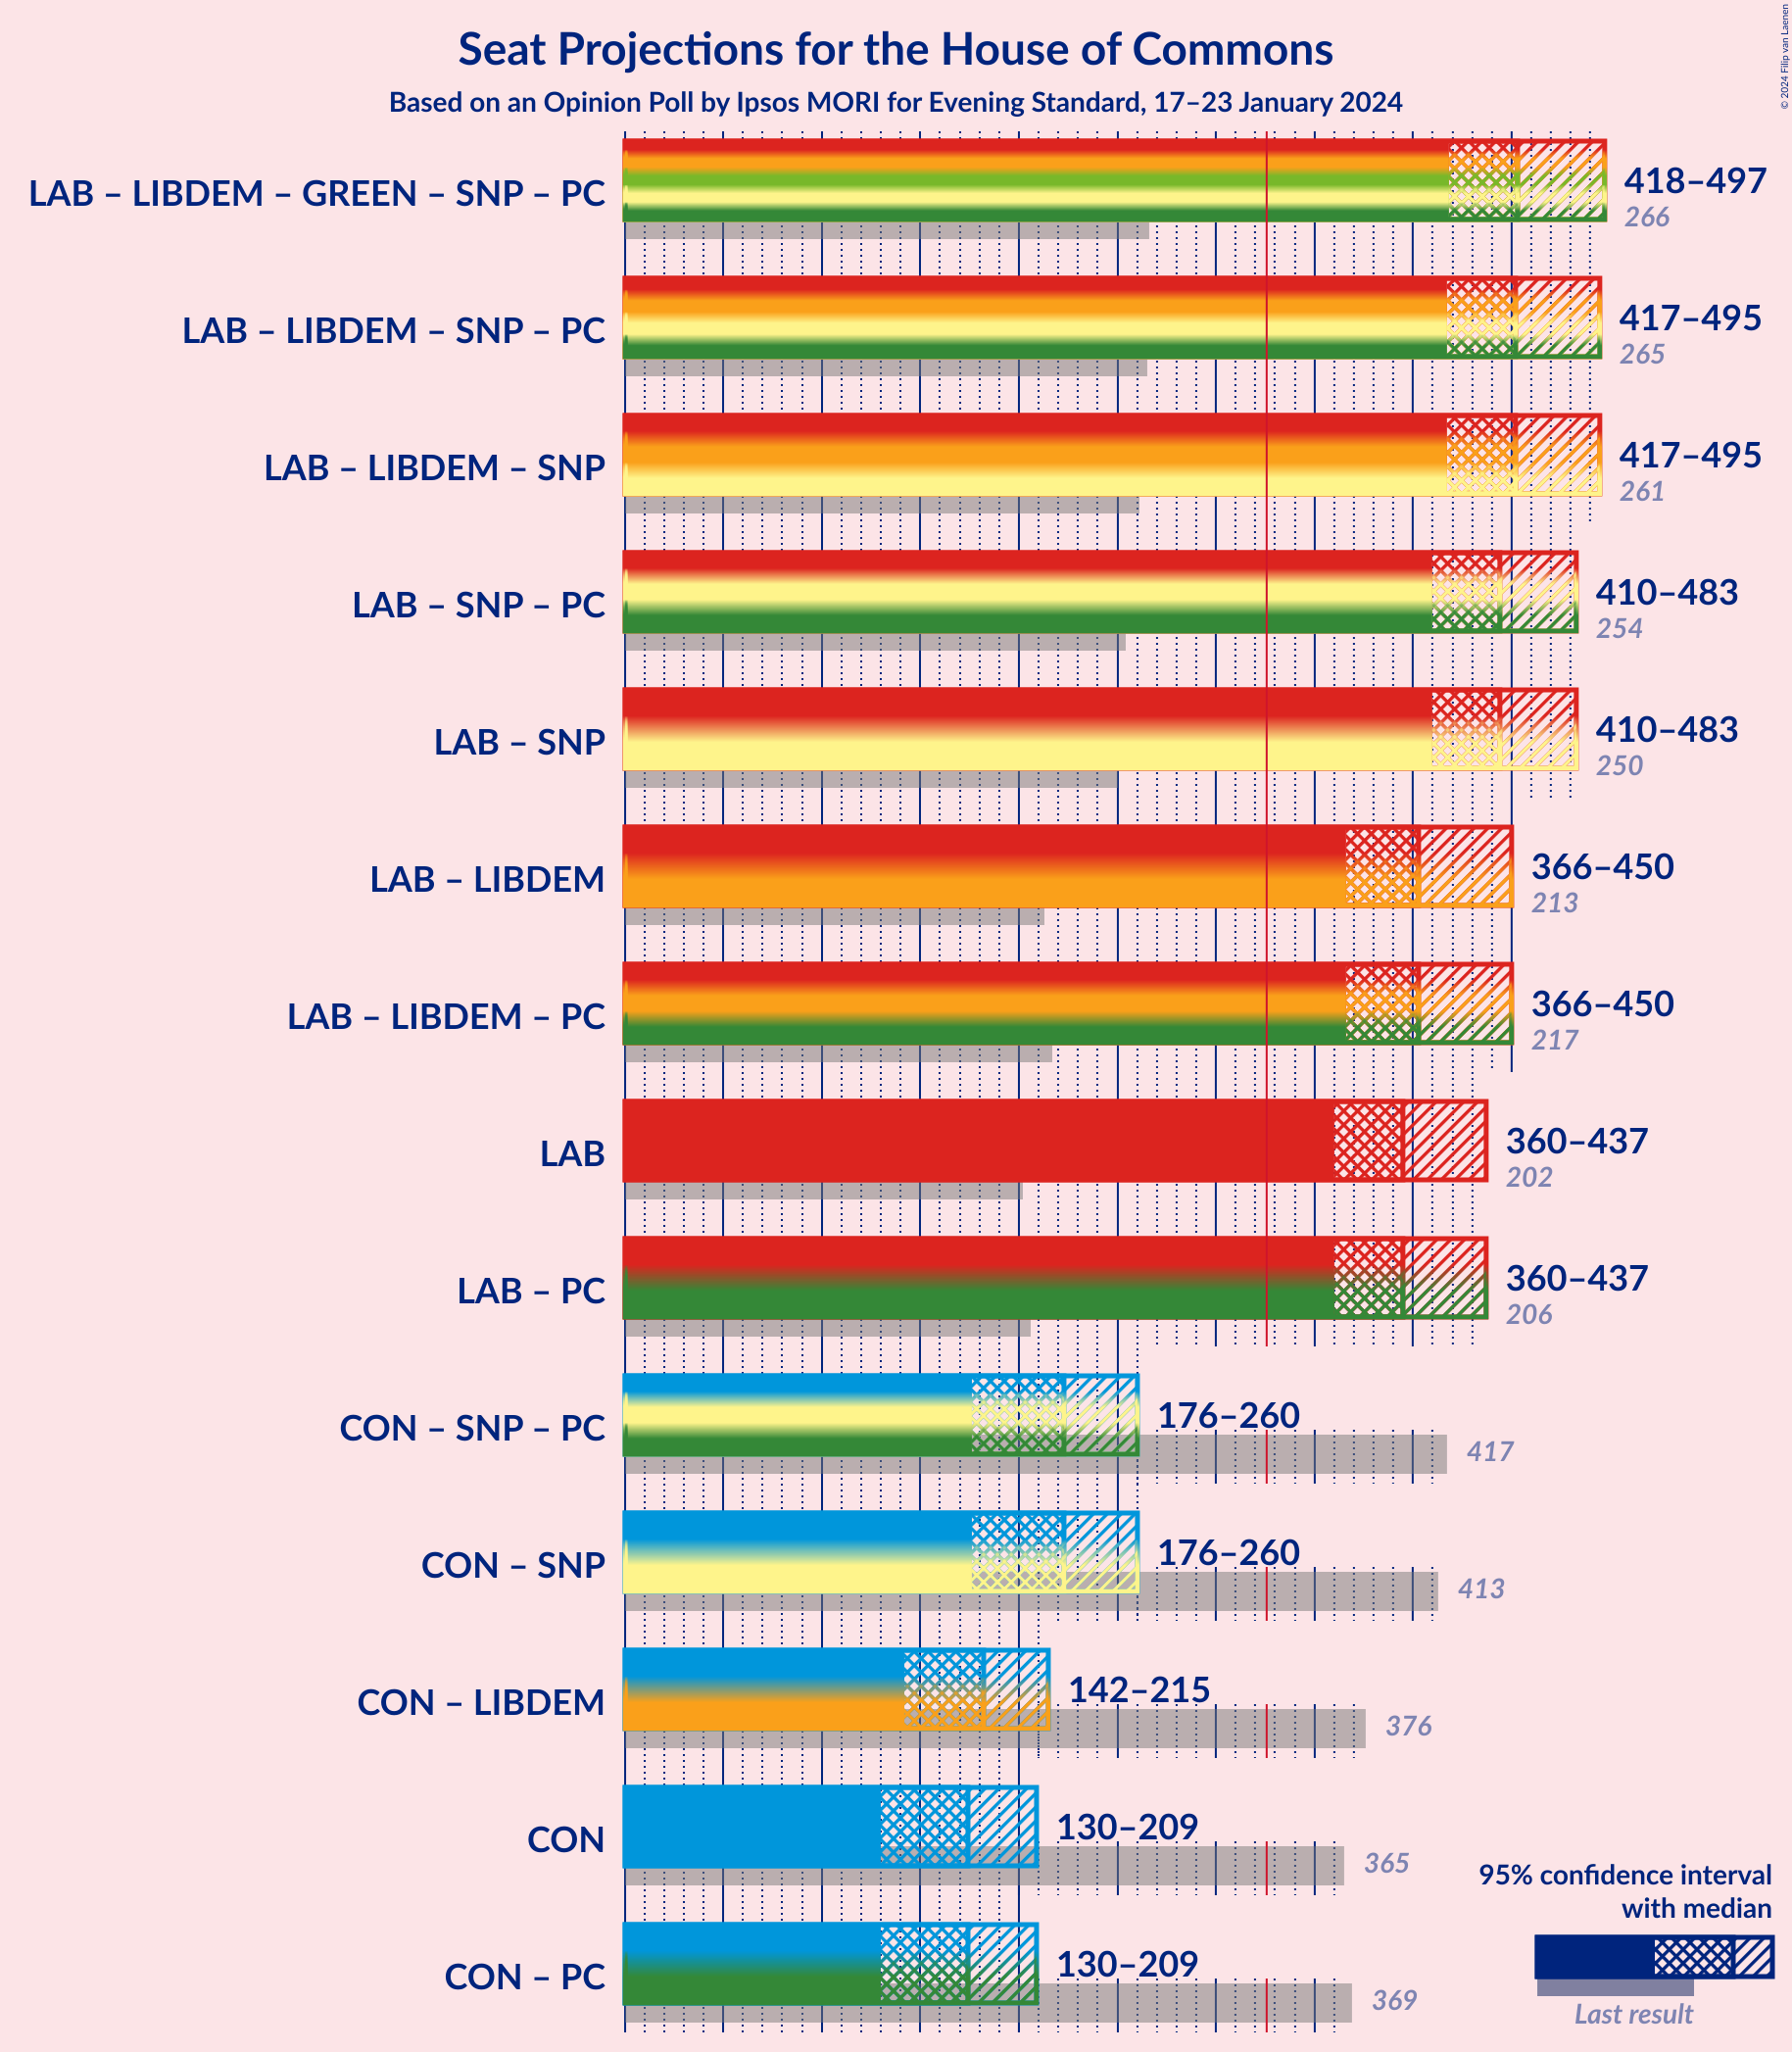 Seat Projections for the House of Commons
Based on an Opinion Poll by Ipsos MORI for Evening Standard, 17–23 January 2024
© 2024 Filip van Laenen
LAB – LIBDEM – GREEN – SNP – PC
418–497
266
LAB – LIBDEM – SNP – PC
417–495
265
LAB – LIBDEM – SNP
417–495
261
LAB – SNP – PC
410–483
254
LAB – SNP
410–483
250
LAB – LIBDEM
366–450
213
LAB – LIBDEM – PC
366–450
217
LAB
360–437
202
LAB – PC
360–437
206
CON – SNP – PC
176–260
417
CON – SNP
176–260
413
CON – LIBDEM
142–215
376
CON
130–209
365
CON – PC
130–209
369
95% confidence interval
with median
Last result